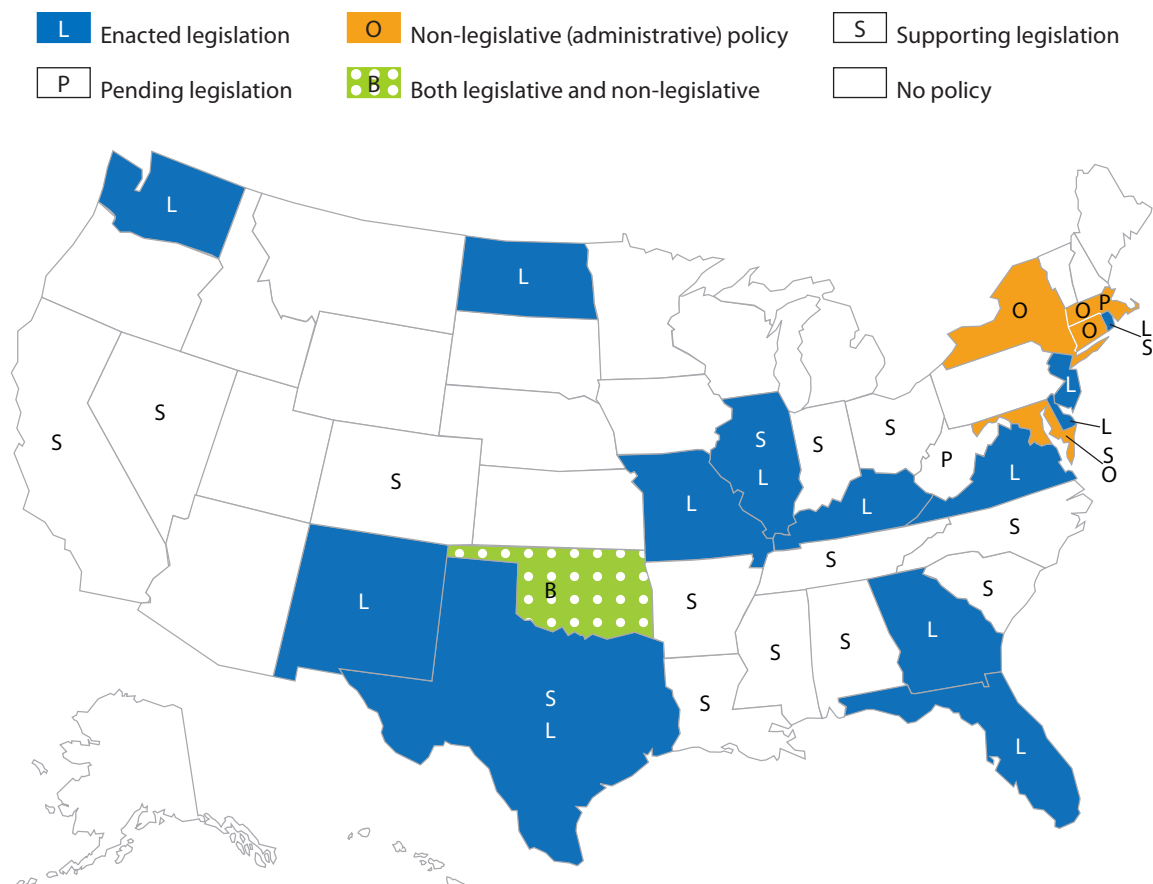 L Enacted legislation
O Non-legislative (administrative) policy
S Supporting legislation
P Pending legislation
B Both legislative and non-legislative
No policy
L
L
O
O
P
O
L
S
L
S
S
S
L
S
S
L
S
O
S
P
L
S
L
L
S
S
B
L
S
S
L
S
S
S
S
L
L